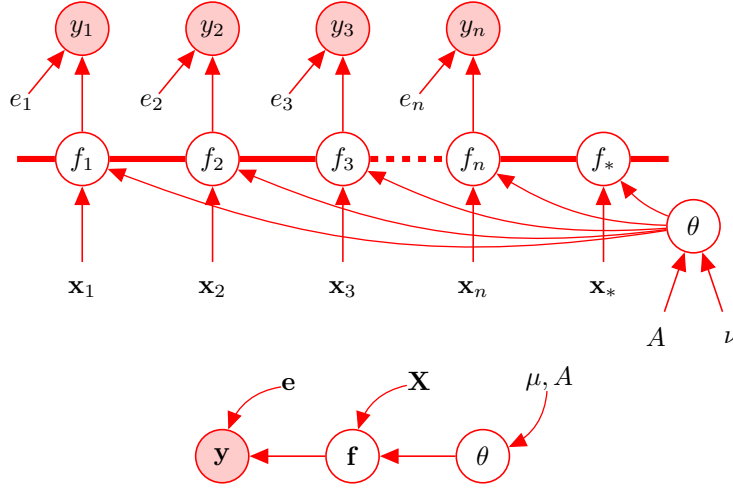 y₁ y₂ y₃ yₙ
e₁ e₂ e₃ eₙ
f₁ f₂ f₃ fₙ f∗
θ
x₁ x₂ x₃ xₙ x∗
A ν
e X μ, A
y f θ